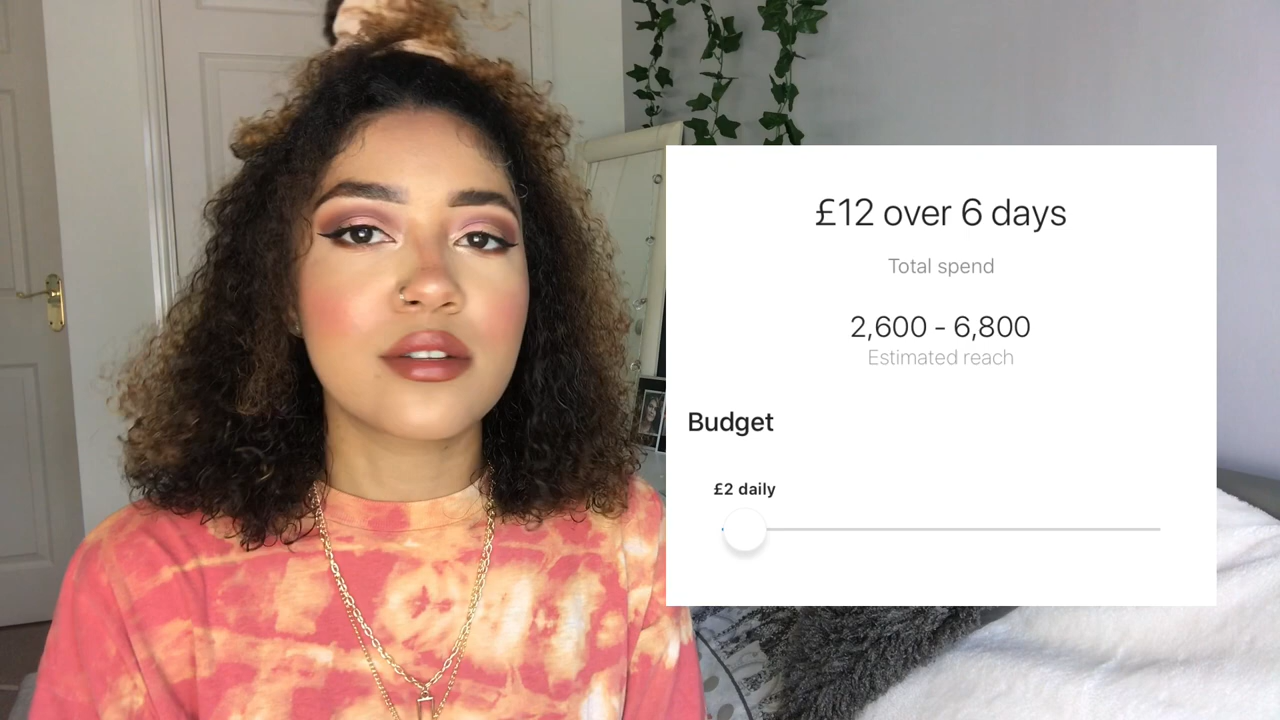 £12 over 6 days
Total spend
2,600 - 6,800
Estimated reach
Budget
£2 daily